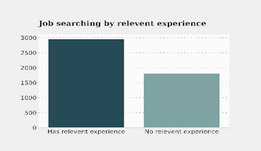 Job searching by relevent experience
3000
2500
2000
1500
1000
500
0
Has relevent experience
No relevent experience